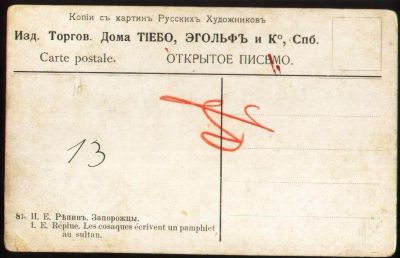 Копіи съ картинъ Русскихъ Художниковъ
Изд. Торгов. Дома ТІЕБО, ЭГОЛЬФЪ и К°, Спб.
Carte postale. ОТКРЫТОЕ ПИСЬМО.
13
81. И. Е. Рѣпинъ. Запорожцы.
I. E. Répine. Les cosaques écrivent un pamphlet
au sultan.